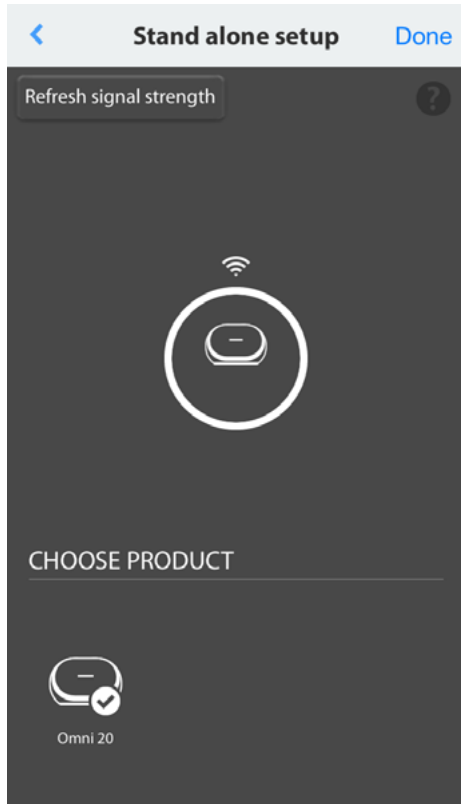 Stand alone setup Done
Refresh signal strength ?
CHOOSE PRODUCT
Omni 20